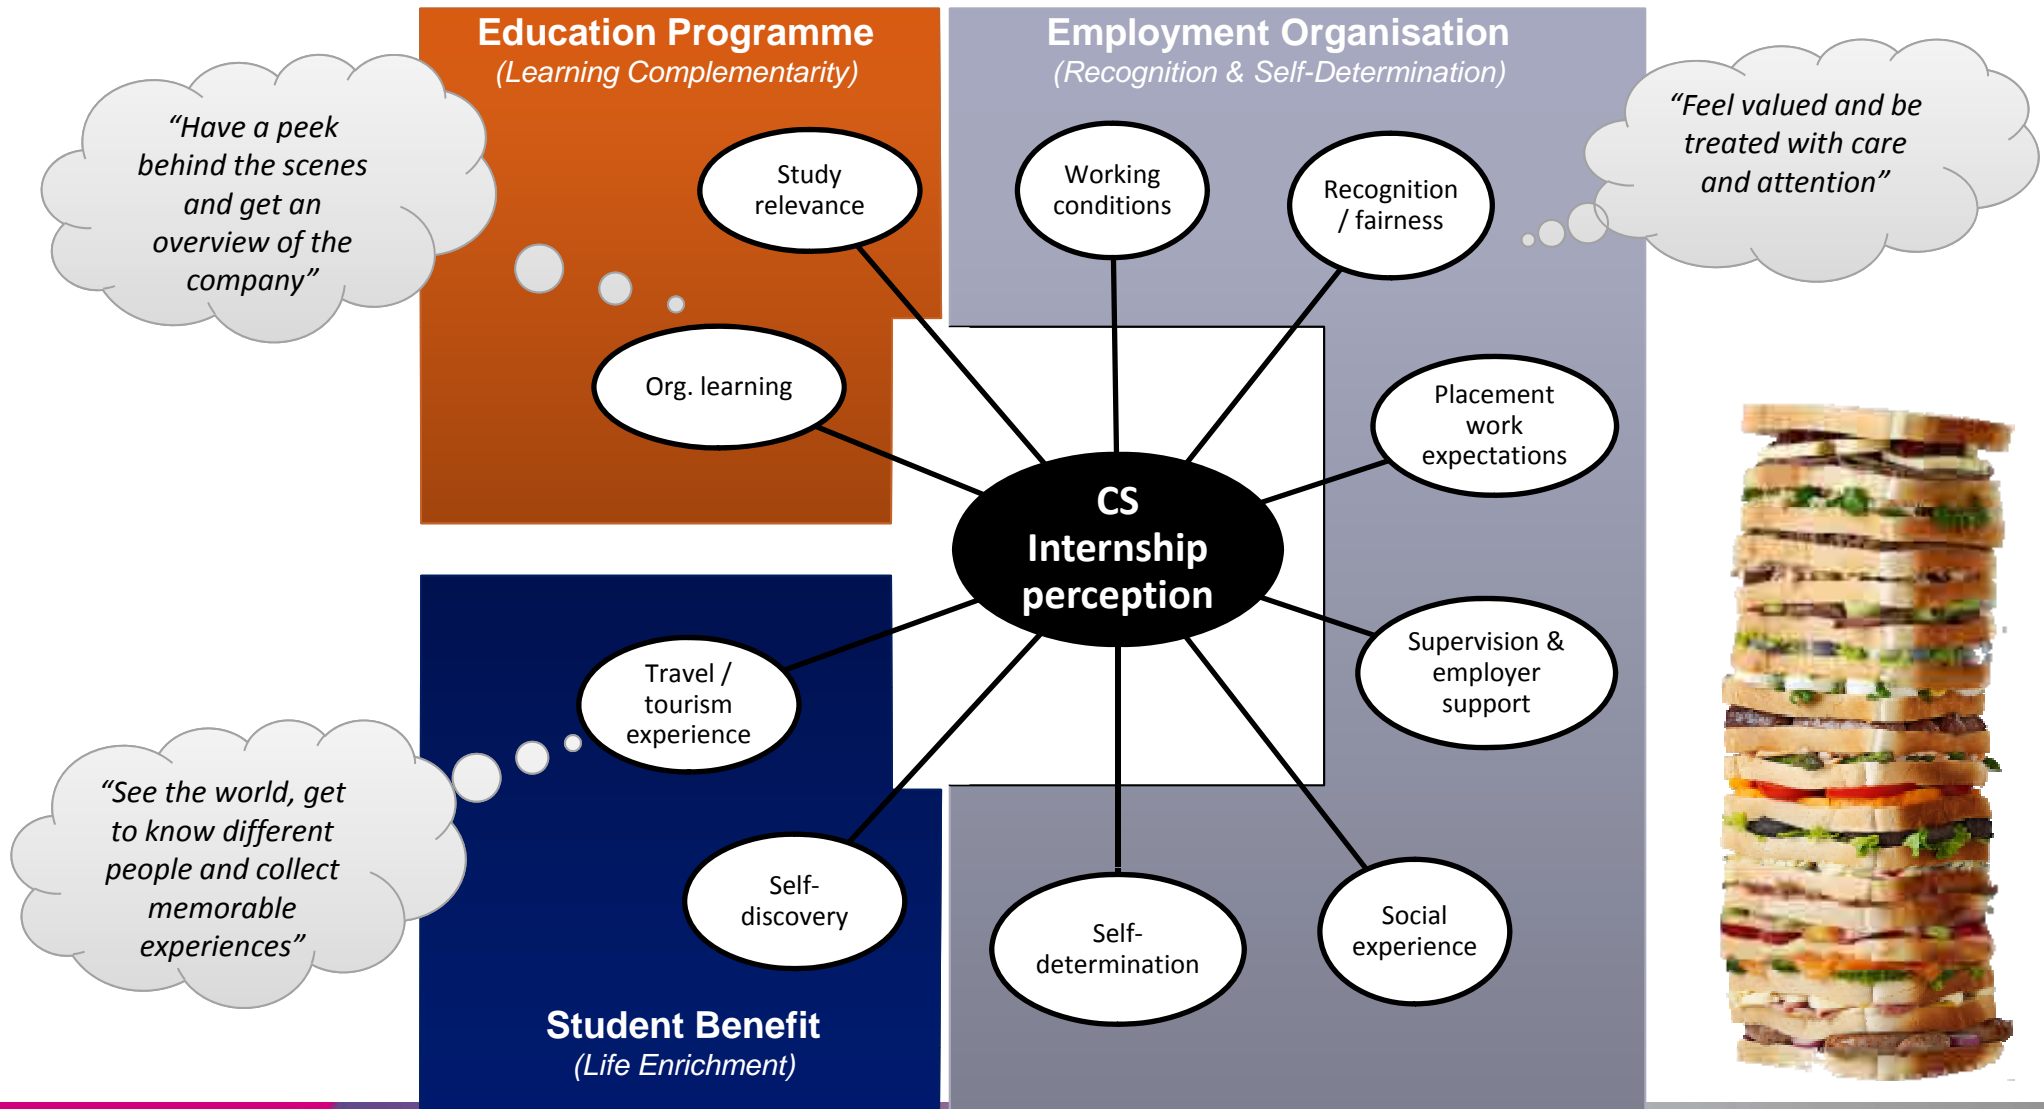 Education Programme
(Learning Complementarity)
Employment Organisation
(Recognition & Self-Determination)
“Have a peek
behind the scenes
and get an
overview of the
company”
“Feel valued and be
treated with care
and attention”
Study
relevance
Working
conditions
Recognition
/ fairness
Org. learning
Placement
work
expectations
CS
Internship
perception
Travel /
tourism
experience
Supervision &
employer
support
“See the world, get
to know different
people and collect
memorable
experiences”
Self-
discovery
Self-
determination
Social
experience
Student Benefit
(Life Enrichment)